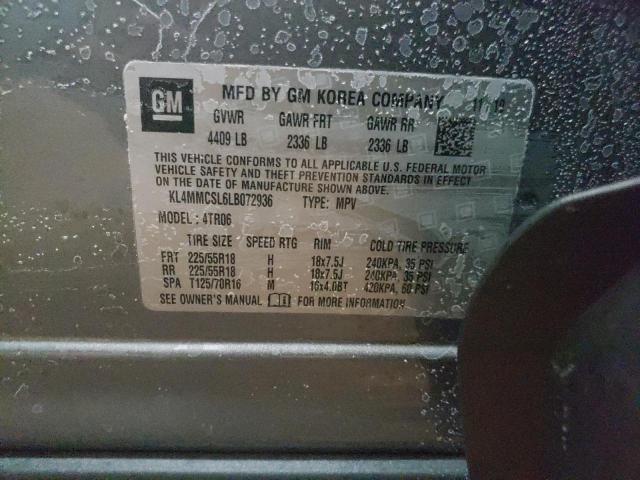 GM
MFD BY GM KOREA COMPANY 11/19
GVWR GAWR FRT GAWR RR
4409 LB 2336 LB 2336 LB
THIS VEHICLE CONFORMS TO ALL APPLICABLE U.S. FEDERAL MOTOR
VEHICLE SAFETY AND THEFT PREVENTION STANDARDS IN EFFECT
ON THE DATE OF MANUFACTURE SHOWN ABOVE.
KL4MMCSL6LB072936 TYPE: MPV
MODEL: 4TR06
TIRE SIZE SPEED RTG RIM COLD TIRE PRESSURE
FRT 225/55R18 H 18x7.5J 240KPA, 35 PSI
RR 225/55R18 H 18x7.5J 240KPA, 35 PSI
SPA T125/70R16 M 16x4.0BT 420KPA, 60 PSI
SEE OWNER'S MANUAL FOR MORE INFORMATION